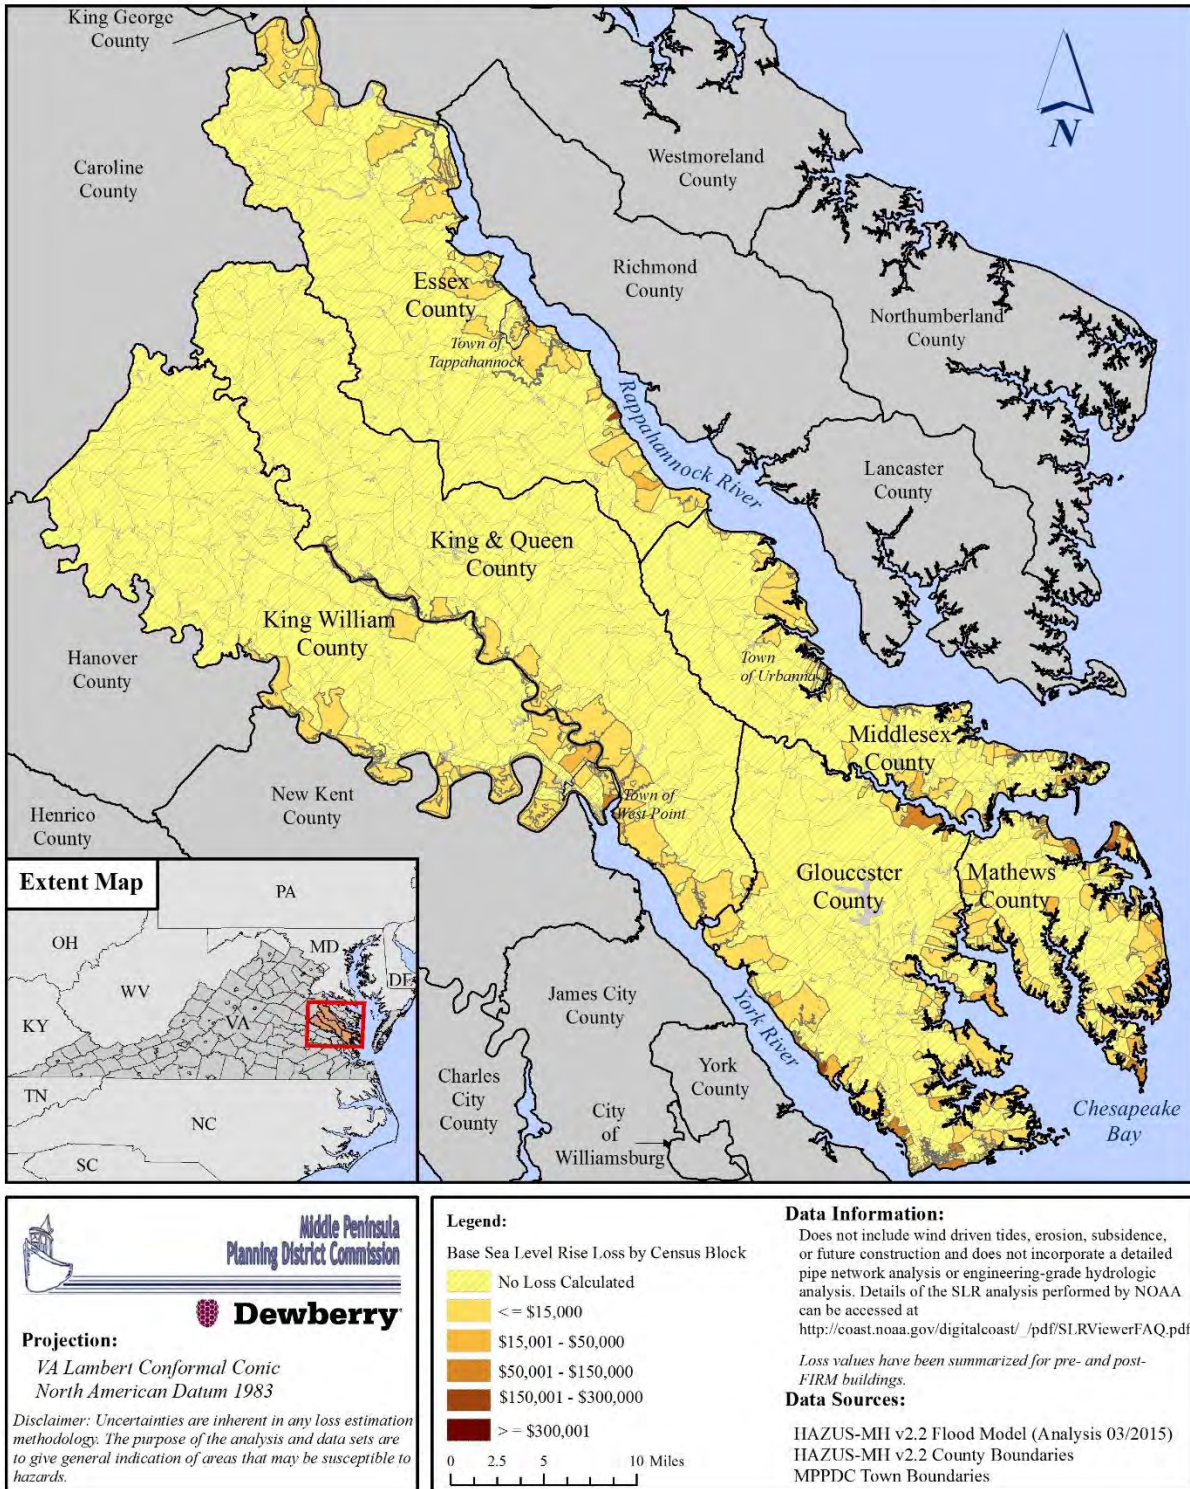 King George
County
N
Westmoreland
County
Caroline
County
Richmond
County
Essex
County
Northumberland
County
Town of
Tappahannock
Rappahannock River
Lancaster
County
King & Queen
County
King William
County
Hanover
County
Town
of Urbanna
Middlesex
County
New Kent
County
Town of
West Point
Henrico
County
Gloucester
County
Mathews
County
Extent Map
PA
OH
MD
DE
WV
James City
County
KY
VA
York River
York
County
Charles
City
County
TN
NC
City
of
Williamsburg
Chesapeake
Bay
SC
Middle Peninsula
Planning District Commission
Dewberry
Projection:
VA Lambert Conformal Conic
North American Datum 1983
Disclaimer: Uncertainties are inherent in any loss estimation
methodology. The purpose of the analysis and data sets are
to give general indication of areas that may be susceptible to
hazards.
Legend:
Base Sea Level Rise Loss by Census Block
No Loss Calculated
< = $15,000
$15,001 - $50,000
$50,001 - $150,000
$150,001 - $300,000
> = $300,001
0 2.5 5 10 Miles
Data Information:
Does not include wind driven tides, erosion, subsidence,
or future construction and does not incorporate a detailed
pipe network analysis or engineering-grade hydrologic
analysis. Details of the SLR analysis performed by NOAA
can be accessed at
http://coast.noaa.gov/digitalcoast/_/pdf/SLRViewerFAQ.pdf
Loss values have been summarized for pre- and post-
FIRM buildings.
Data Sources:
HAZUS-MH v2.2 Flood Model (Analysis 03/2015)
HAZUS-MH v2.2 County Boundaries
MPPDC Town Boundaries